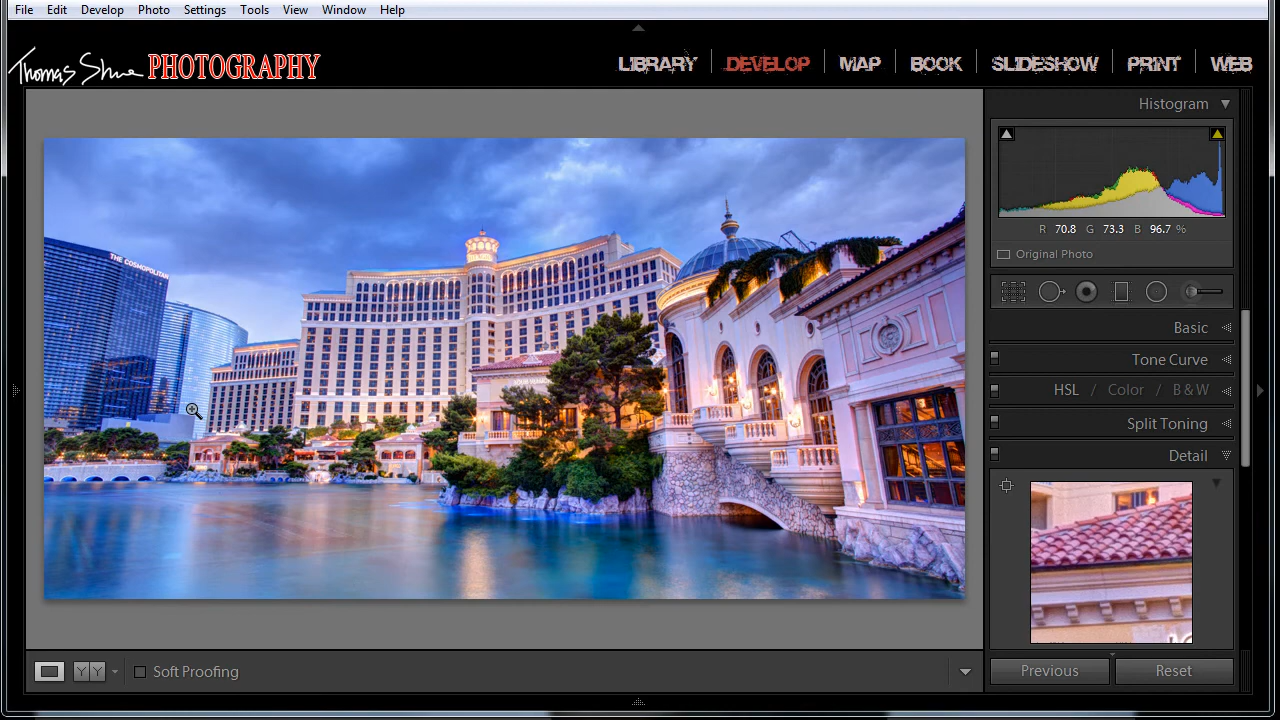 File Edit Develop Photo Settings Tools View Window Help
Thomas Shue PHOTOGRAPHY
LIBRARY | DEVELOP | MAP | BOOK | SLIDESHOW | PRINT | WEB
Histogram
R 70.8 G 73.3 B 96.7 %
Original Photo
Basic
Tone Curve
HSL / Color / B & W
Split Toning
Detail
THE COSMOPOLITAN
YY
Soft Proofing
Previous
Reset